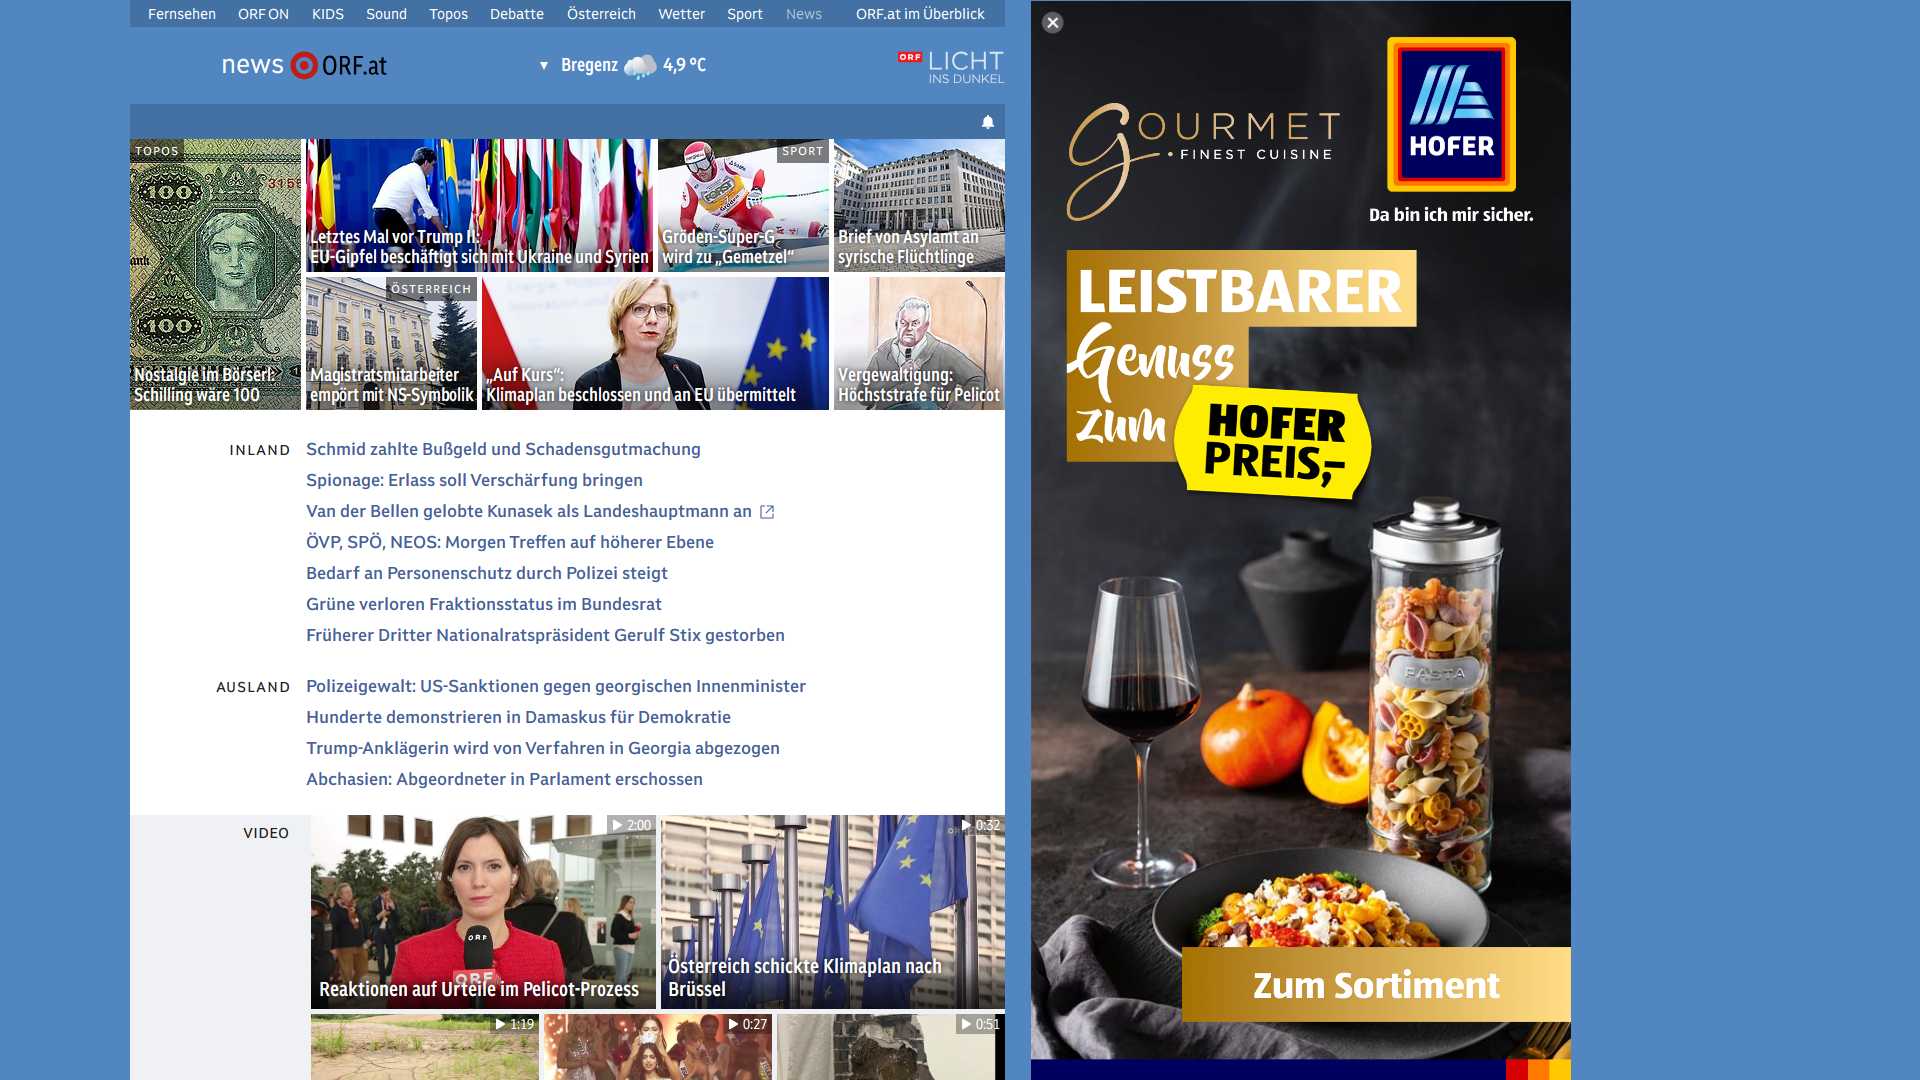 Fernsehen ORF ON KIDS Sound Topos Debatte Österreich Wetter Sport News ORF.at im Überblick
news ORF.at
Bregenz 4,9 °C
ORF LICHT
INS DUNKEL
TOPOS
Nostalgie im Börserl:
Schilling wäre 100
Letztes Mal vor Trump II:
EU-Gipfel beschäftigt sich mit Ukraine und Syrien
SPORT
Gröden-Super-G
wird zu „Gemetzel“
Brief von Asylamt an
syrische Flüchtlinge
ÖSTERREICH
Magistratsmitarbeiter
empört mit NS-Symbolik
„Auf Kurs“:
Klimaplan beschlossen und an EU übermittelt
Vergewaltigung:
Höchststrafe für Pelicot
100
100
INLAND
Schmid zahlte Bußgeld und Schadensgutmachung
Spionage: Erlass soll Verschärfung bringen
Van der Bellen gelobte Kunasek als Landeshauptmann an
ÖVP, SPÖ, NEOS: Morgen Treffen auf höherer Ebene
Bedarf an Personenschutz durch Polizei steigt
Grüne verloren Fraktionsstatus im Bundesrat
Früherer Dritter Nationalratspräsident Gerulf Stix gestorben
AUSLAND
Polizeigewalt: US-Sanktionen gegen georgischen Innenminister
Hunderte demonstrieren in Damaskus für Demokratie
Trump-Anklägerin wird von Verfahren in Georgia abgezogen
Abchasien: Abgeordneter in Parlament erschossen
VIDEO
2:00
ORF
ORF
Reaktionen auf Urteile im Pelicot-Prozess
0:32
Österreich schickte Klimaplan nach
Brüssel
1:19
0:27
0:51
GOURMET
FINEST CUISINE
HOFER
Da bin ich mir sicher.
LEISTBARER
Genuss
zum
HOFER
PREIS,-
PASTA
Zum Sortiment